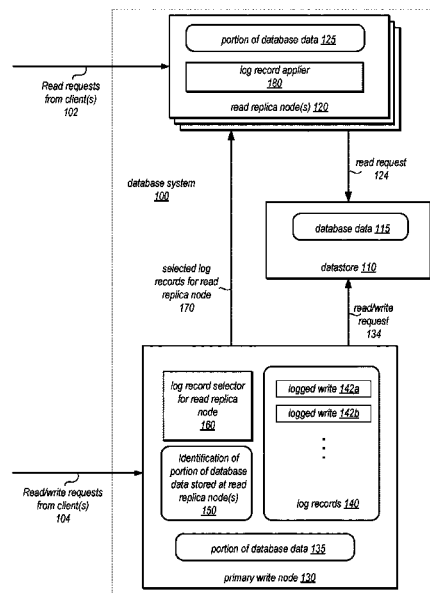 portion of database data 125
log record applier
180
read replica node(s) 120
Read requests
from client(s)
102
read request
124
database system
100
database data 115
datastore 110
selected log
records for read
replica node
170
read/write
request
134
log record selector
for read replica
node
160
logged write 142a
logged write 142b
Identification of
portion of database
data stored at read
replica node(s)
150
log records 140
Read/write requests
from client(s)
104
portion of database data 135
primary write node 130